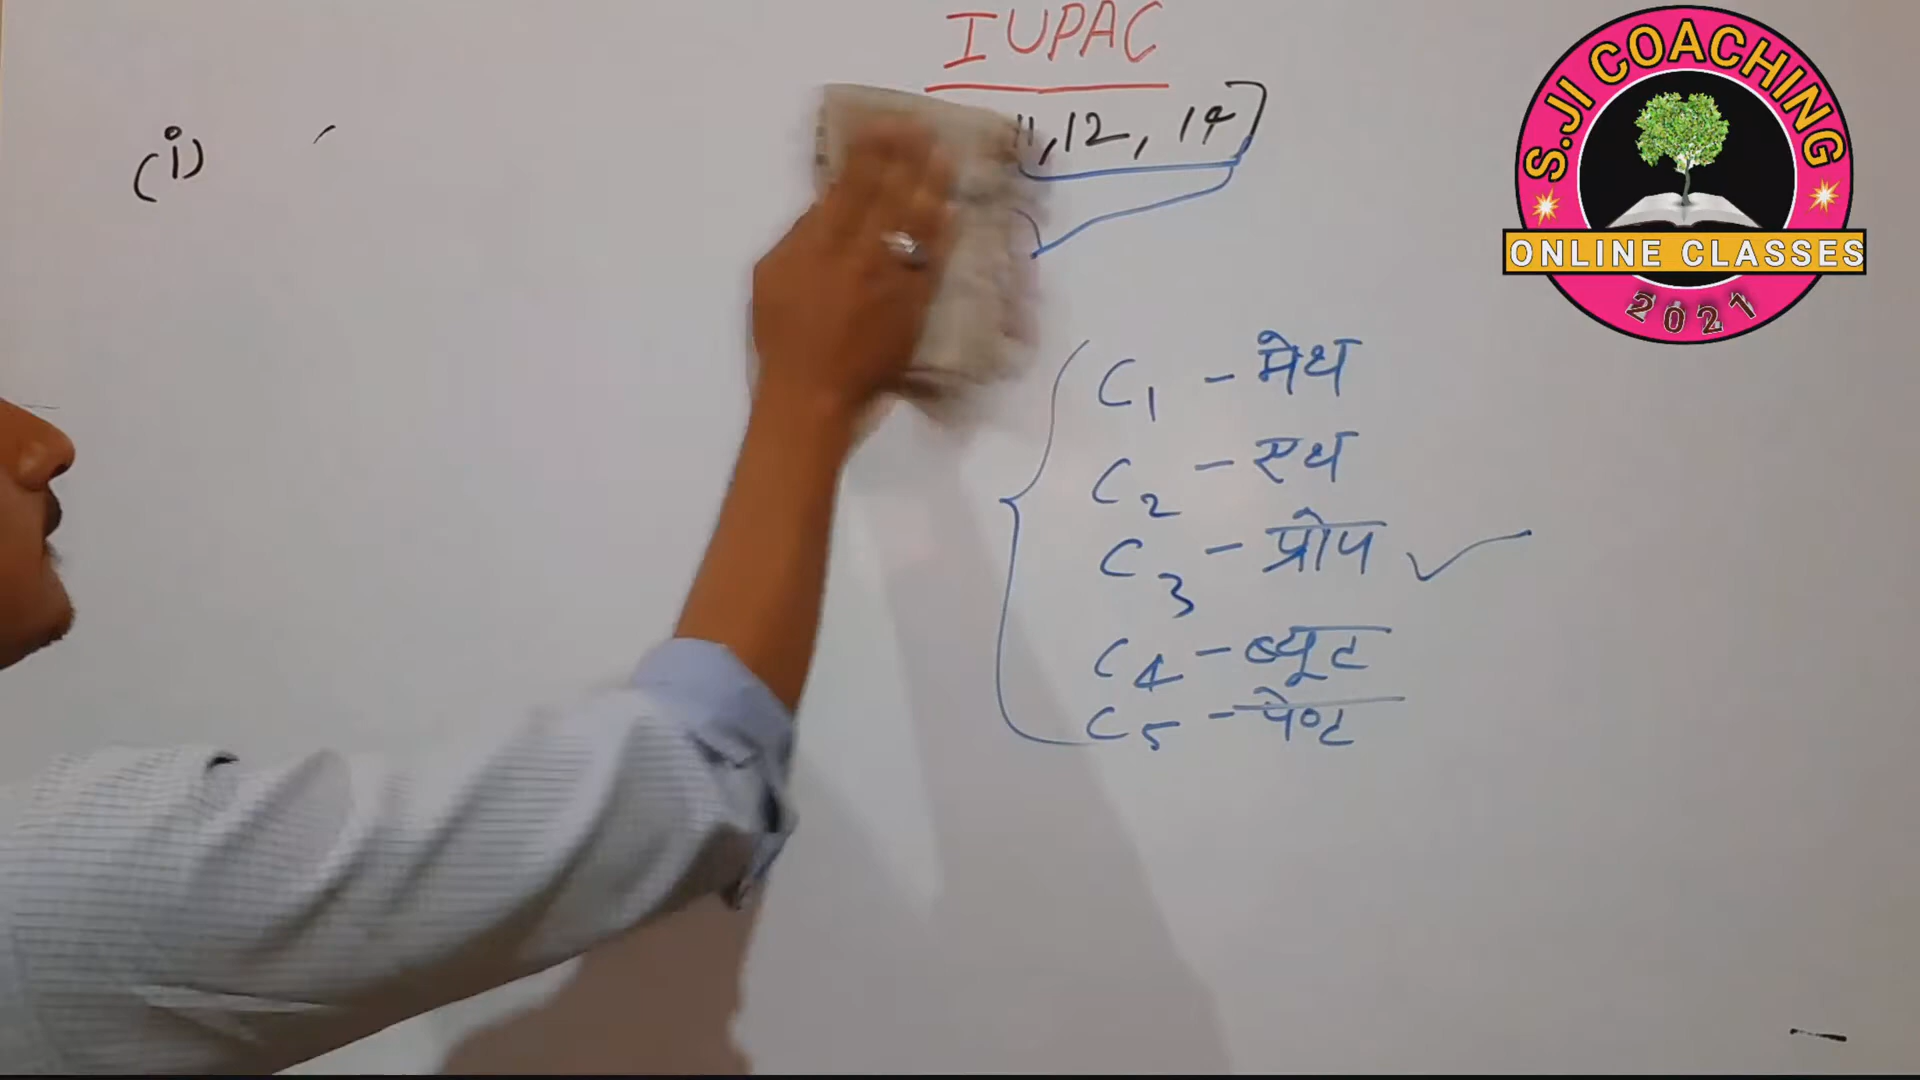 IUPAC
11, 12, 14]
(i)
C1 - मेथ
C2 - एथ
C3 - प्रोप ✓
C4 - ब्यूट
C5 - पेण्ट
S.JI COACHING
ONLINE CLASSES
2021